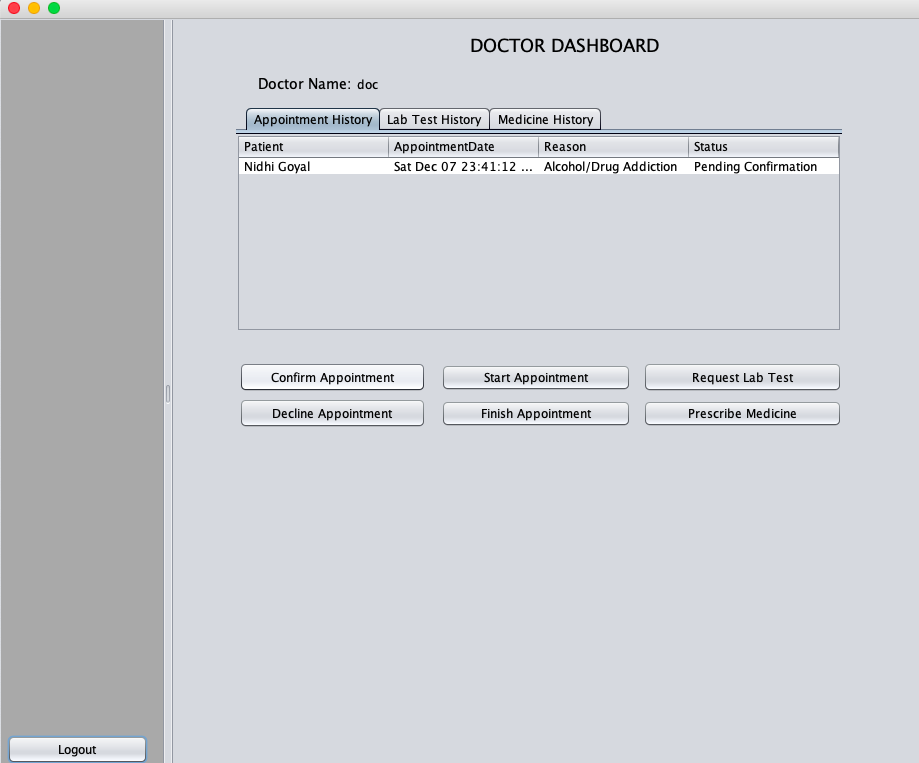 DOCTOR DASHBOARD
Doctor Name: doc
Appointment History Lab Test History Medicine History
Patient AppointmentDate Reason Status
Nidhi Goyal Sat Dec 07 23:41:12 ... Alcohol/Drug Addiction Pending Confirmation
Confirm Appointment Start Appointment Request Lab Test
Decline Appointment Finish Appointment Prescribe Medicine
Logout